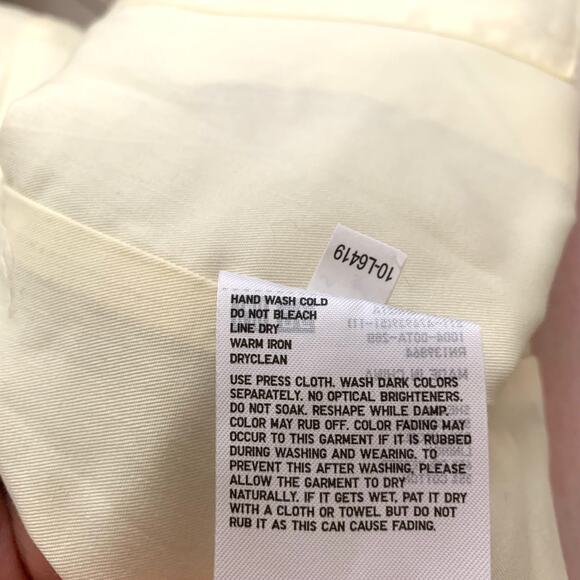 10-L6419
HAND WASH COLD
DO NOT BLEACH
LINE DRY
WARM IRON
DRYCLEAN
USE PRESS CLOTH. WASH DARK COLORS
SEPARATELY. NO OPTICAL BRIGHTENERS.
DO NOT SOAK. RESHAPE WHILE DAMP.
COLOR MAY RUB OFF. COLOR FADING MAY
OCCUR TO THIS GARMENT IF IT IS RUBBED
DURING WASHING AND WEARING. TO
PREVENT THIS AFTER WASHING, PLEASE
ALLOW THE GARMENT TO DRY
NATURALLY. IF IT GETS WET, PAT IT DRY
WITH A CLOTH OR TOWEL BUT DO NOT
RUB IT AS THIS CAN CAUSE FADING.
RN139864
MADE IN CHINA